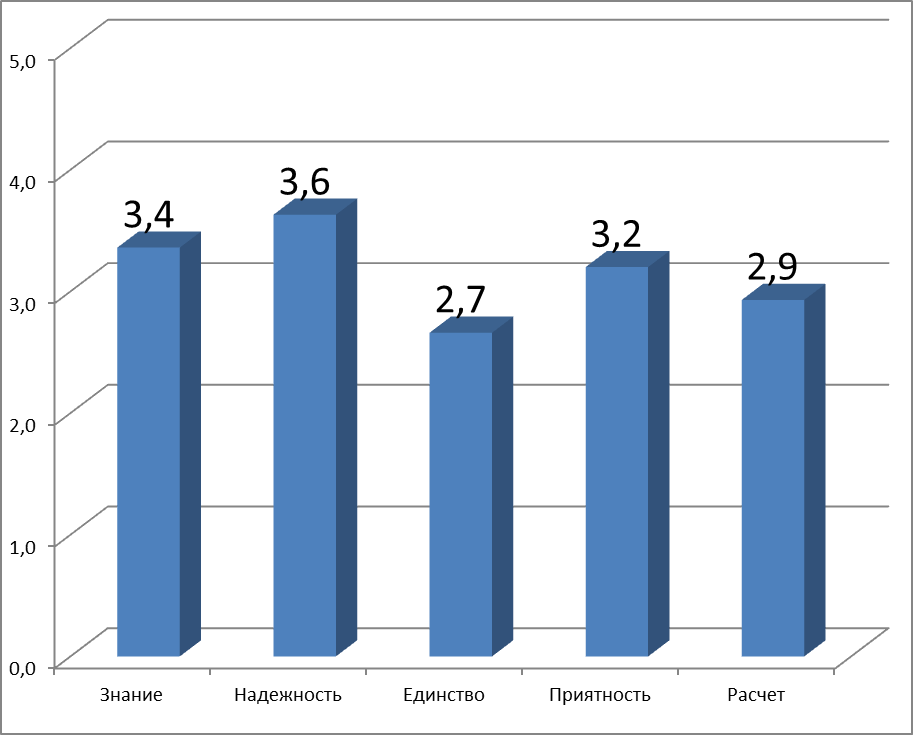 5,0
4,0
3,0
2,0
1,0
0,0
3,4
3,6
2,7
3,2
2,9
Знание
Надежность
Единство
Приятность
Расчет